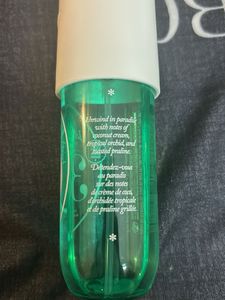 *
Unwind in paradise
with notes of
coconut cream,
tropical orchid, and
toasted praline.
Détendez-vous
au paradis
sur des notes
de crème de coco,
d'orchidée tropicale
et de praline grillée.
*